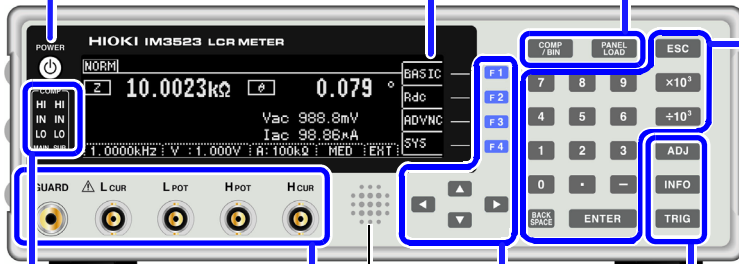 HIOKI IM3523 LCR METER
POWER
NORM
Z 10.0023kΩ θ 0.079 °
Vac 988.8mV
Iac 98.86µA
1.0000kHz V :1.000V A:100kΩ MED EXT
BASIC
Rdc
ADYNC
SYS
F1
F2
F3
F4
COMP
HI HI
IN IN
LO LO
MAIN SUB
COMP / BIN
PANEL LOAD
ESC
7 8 9 ×10³
4 5 6 ÷10³
1 2 3 ADJ
0 · − INFO
BACK SPACE ENTER TRIG
GUARD ⚠ L CUR L POT H POT H CUR